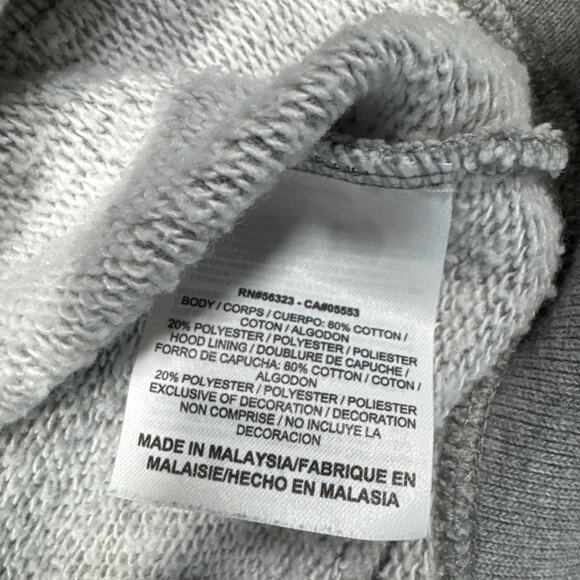 RN#56323 - CA#05553
BODY / CORPS / CUERPO: 80% COTTON /
COTON / ALGODON
20% POLYESTER / POLYESTER / POLIESTER
HOOD LINING / DOUBLURE DE CAPUCHE /
FORRO DE CAPUCHA: 80% COTTON / COTON /
ALGODON
20% POLYESTER / POLYESTER / POLIESTER
EXCLUSIVE OF DECORATION / DECORATION
NON COMPRISE / NO INCLUYE LA
DECORACION
MADE IN MALAYSIA/FABRIQUE EN
MALAISIE/HECHO EN MALASIA